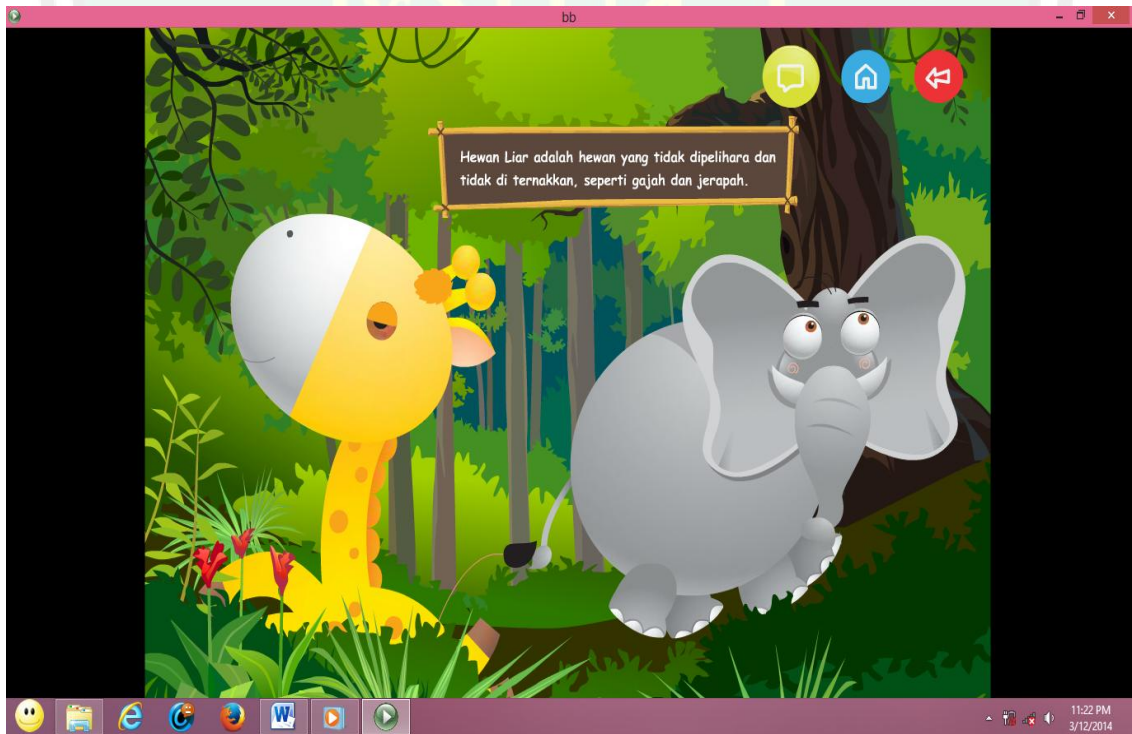 bb
Hewan Liar adalah hewan yang tidak dipelihara dan
tidak di ternakkan, seperti gajah dan jerapah.
11:22 PM
3/12/2014